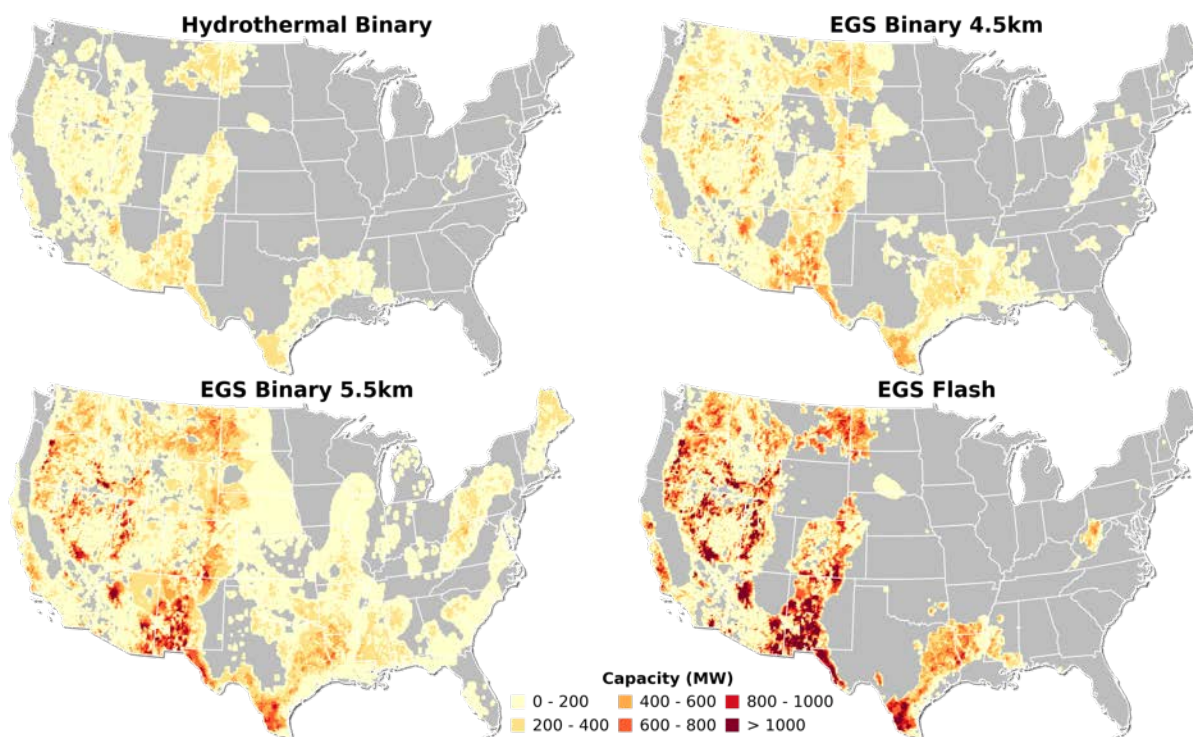 Hydrothermal Binary
EGS Binary 4.5km
EGS Binary 5.5km
EGS Flash
Capacity (MW)
0 - 200
400 - 600
800 - 1000
200 - 400
600 - 800
> 1000